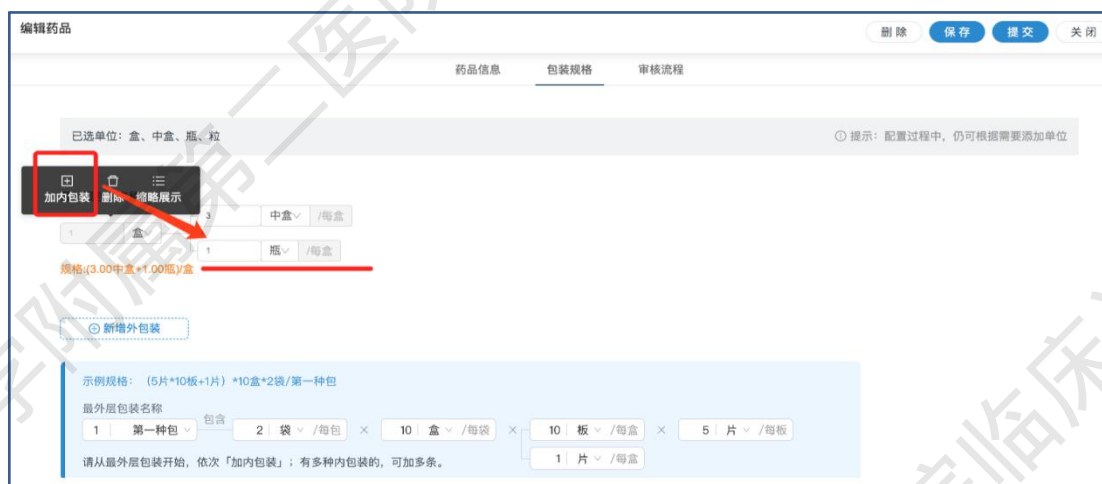 编辑药品
删除 保存 提交 关闭
药品信息 包装规格 审核流程
已选单位：盒、中盒、瓶、粒
提示：配置过程中，仍可根据需要添加单位
加内包装 删除 缩略展示
3 中盒 /每盒
1 盒
1 瓶 /每盒
规格:(3.00中盒+1.00瓶)/盒
新增外包装
示例规格： （5片*10板+1片）*10盒*2袋/第一种包
最外层包装名称
包含
1 第一种包 2 袋 /每包 × 10 盒 /每袋 × 10 板 /每盒 × 5 片 /每板
1 片 /每盒
请从最外层包装开始，依次「加内包装」；有多种内包装的，可加多条。